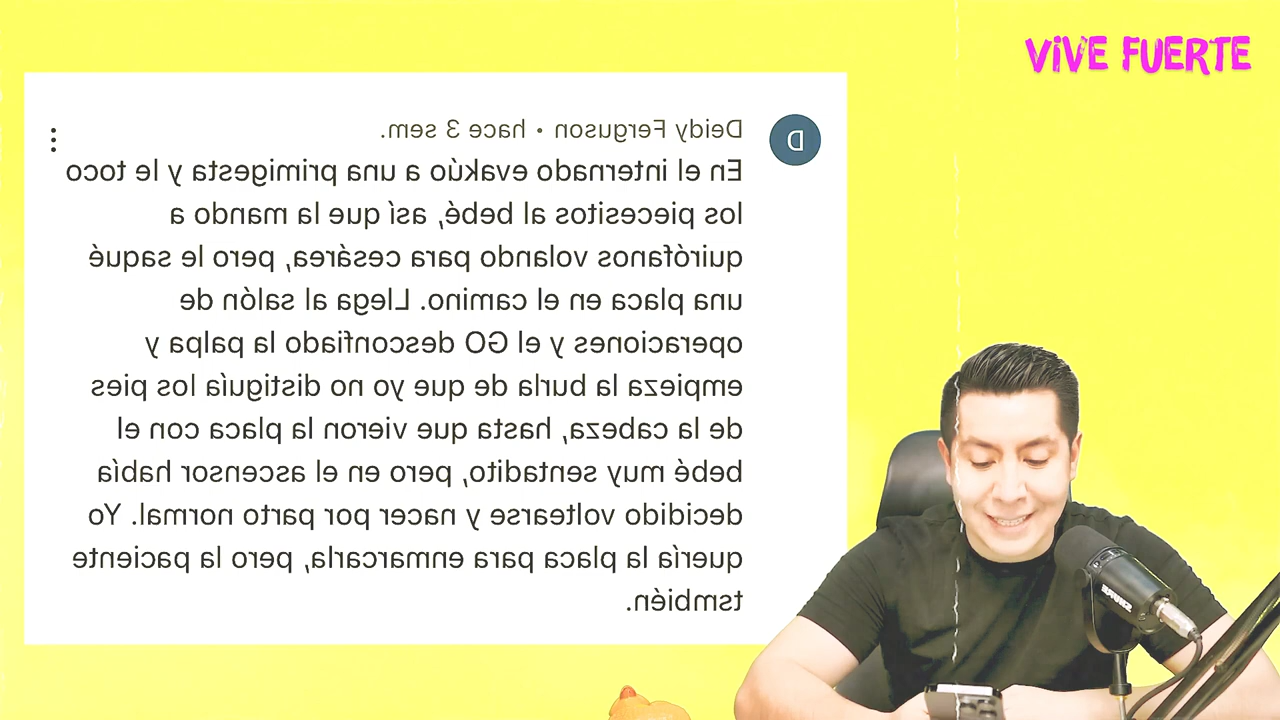 VIVE FUERTE
D
Deidy Ferguson • hace 3 sem.
En el internado evakúo a una primigesta y le toco
los piececitos al bebé, así que la mando a
quirófanos volando para cesárea, pero le saqué
una placa en el camino. Llega al salón de
operaciones y el GO desconfiado la palpa y
empieza la burla de que yo no distiguía los pies
de la cabeza, hasta que vieron la placa con el
bebé muy sentadito, pero en el ascensor había
decidido voltearse y nacer por parto normal. Yo
quería la placa para enmarcarla, pero la paciente
tsmbién.